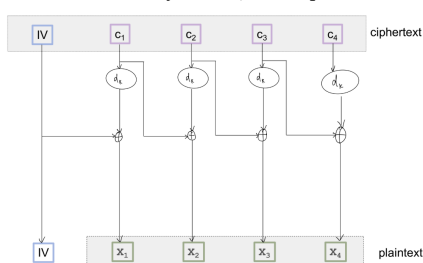 IV c₁ c₂ c₃ c₄ ciphertext
dₖ dₖ dₖ dₖ
IV x₁ x₂ x₃ x₄ plaintext